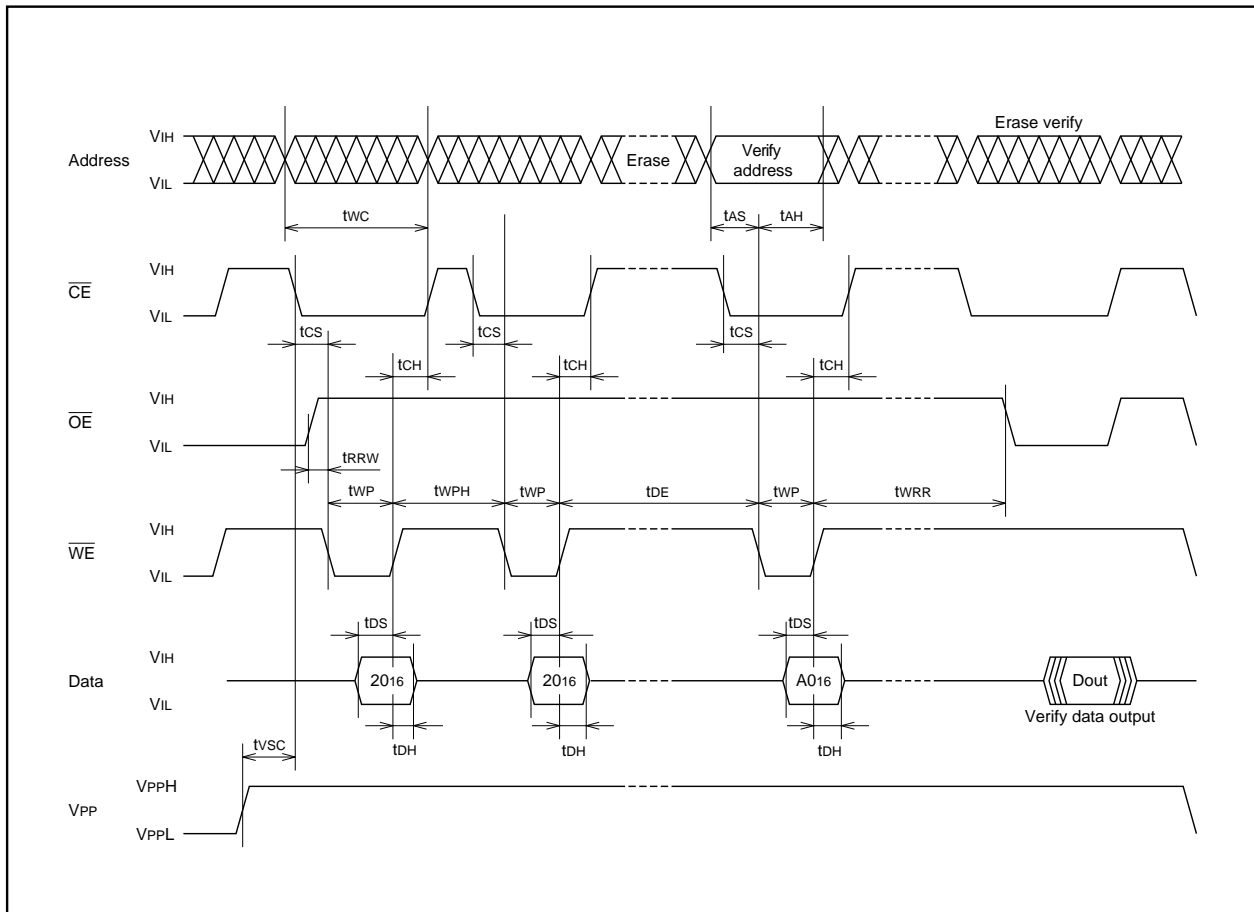 Erase verify
VIH
Address
Erase
Verify
address
VIL
tWC
tAS
tAH
VIH
CE
VIL
tCS
tCS
tCS
tCH
tCH
tCH
VIH
OE
VIL
tRRW
tWP
tWPH
tWP
tDE
tWP
tWRR
VIH
WE
VIL
tDS
tDS
tDS
VIH
Data
2016
2016
A016
Dout
VIL
Verify data output
tDH
tDH
tDH
tVSC
VPPH
VPP
VPPL